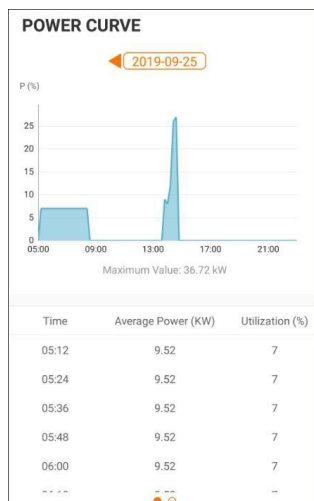 POWER CURVE
2019-09-25
P (%)
25
20
15
10
5
0
05:00 09:00 13:00 17:00 21:00
Maximum Value: 36.72 kW
Time Average Power (KW) Utilization (%)
05:12 9.52 7
05:24 9.52 7
05:36 9.52 7
05:48 9.52 7
06:00 9.52 7